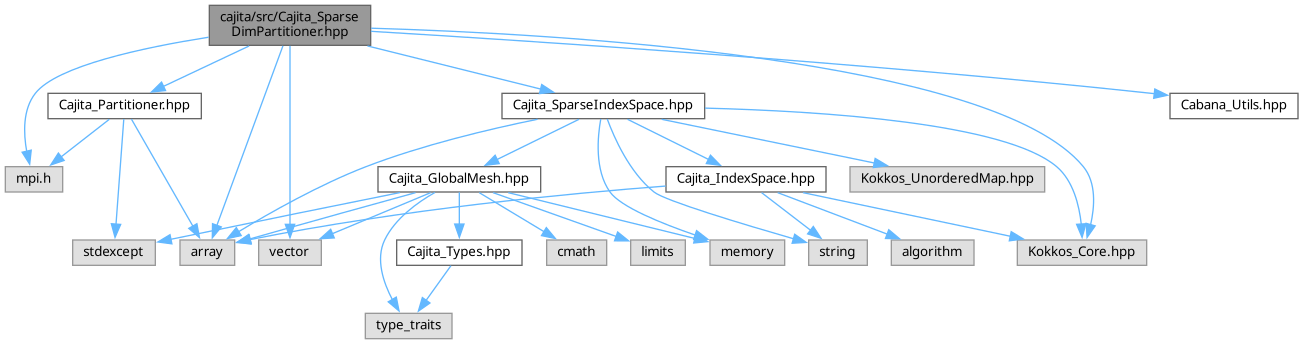 cajita/src/Cajita_Sparse
DimPartitioner.hpp
Cajita_Partitioner.hpp
Cajita_SparseIndexSpace.hpp
Cabana_Utils.hpp
mpi.h
Cajita_GlobalMesh.hpp
Cajita_IndexSpace.hpp
Kokkos_UnorderedMap.hpp
stdexcept
array
vector
Cajita_Types.hpp
cmath
limits
memory
string
algorithm
Kokkos_Core.hpp
type_traits